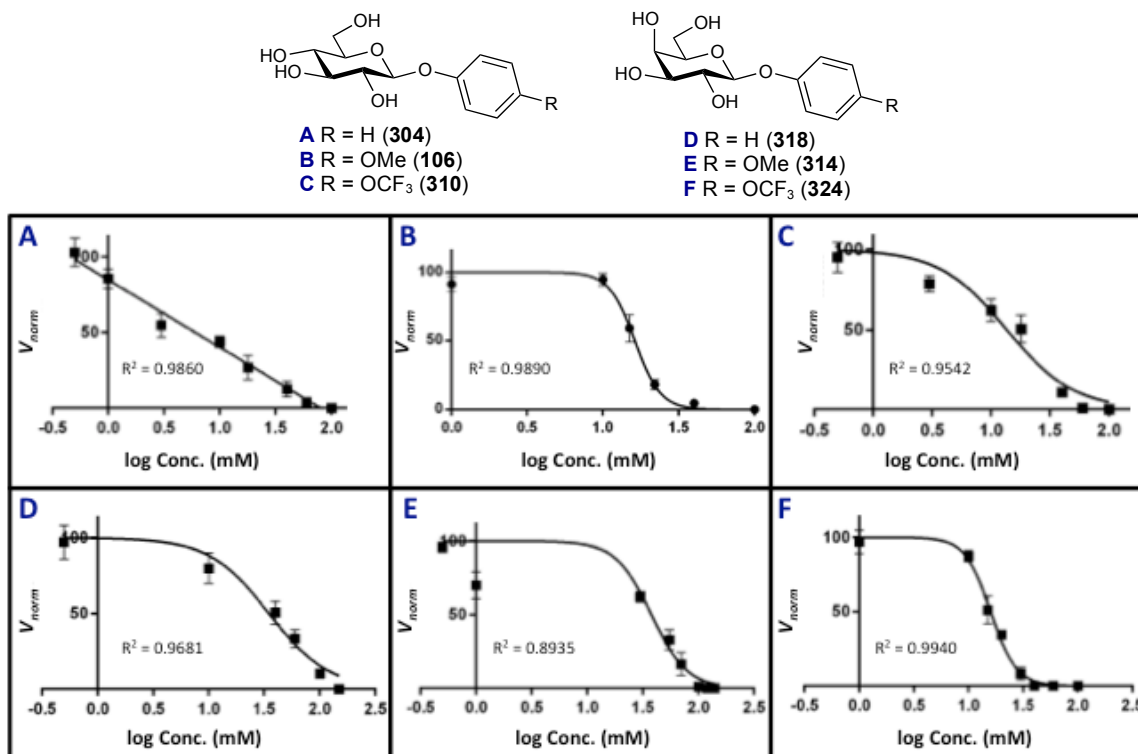 OH
HO
HO
O
O
OH
R
A R = H (304)
B R = OMe (106)
C R = OCF₃ (310)
HO
OH
O
O
HO
OH
R
D R = H (318)
E R = OMe (314)
F R = OCF₃ (324)
A
100
50
Vnorm
R² = 0.9860
-0.5 0.0 0.5 1.0 1.5 2.0 2.5
log Conc. (mM)
B
100
50
0
Vnorm
R² = 0.9890
0.0 0.5 1.0 1.5 2.0
log Conc. (mM)
C
100
50
Vnorm
R² = 0.9542
-0.5 0.0 0.5 1.0 1.5 2.0 2.5
log Conc. (mM)
D
100
50
Vnorm
R² = 0.9681
-0.5 0.0 0.5 1.0 1.5 2.0 2.5
log Conc. (mM)
E
100
50
Vnorm
R² = 0.8935
-0.5 0.0 0.5 1.0 1.5 2.0 2.5
log Conc. (mM)
F
100
50
Vnorm
R² = 0.9940
-0.5 0.0 0.5 1.0 1.5 2.0 2.5
log Conc. (mM)